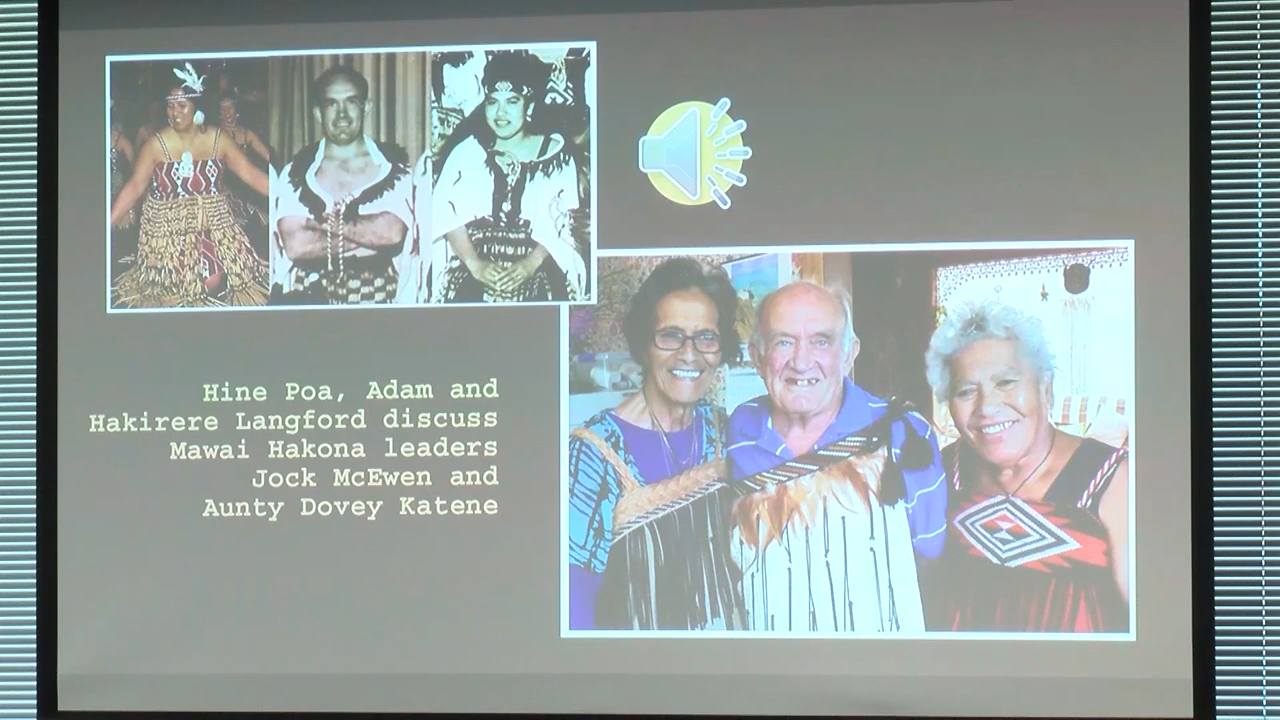 Hine Poa, Adam and
Hakirere Langford discuss
Mawai Hakona leaders
Jock McEwen and
Aunty Dovey Katene